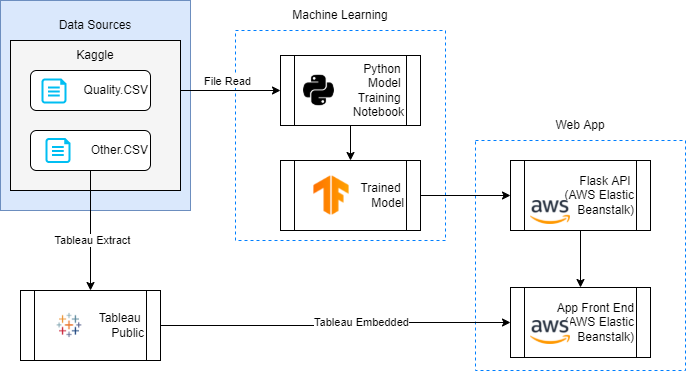 Data Sources
Kaggle
Quality.CSV
Other.CSV
File Read
Machine Learning
Python
Model
Training
Notebook
Trained
Model
Web App
aws
Flask API
(AWS Elastic
Beanstalk)
Tableau Extract
Tableau
Public
Tableau Embedded
aws
App Front End
(AWS Elastic
Beanstalk)